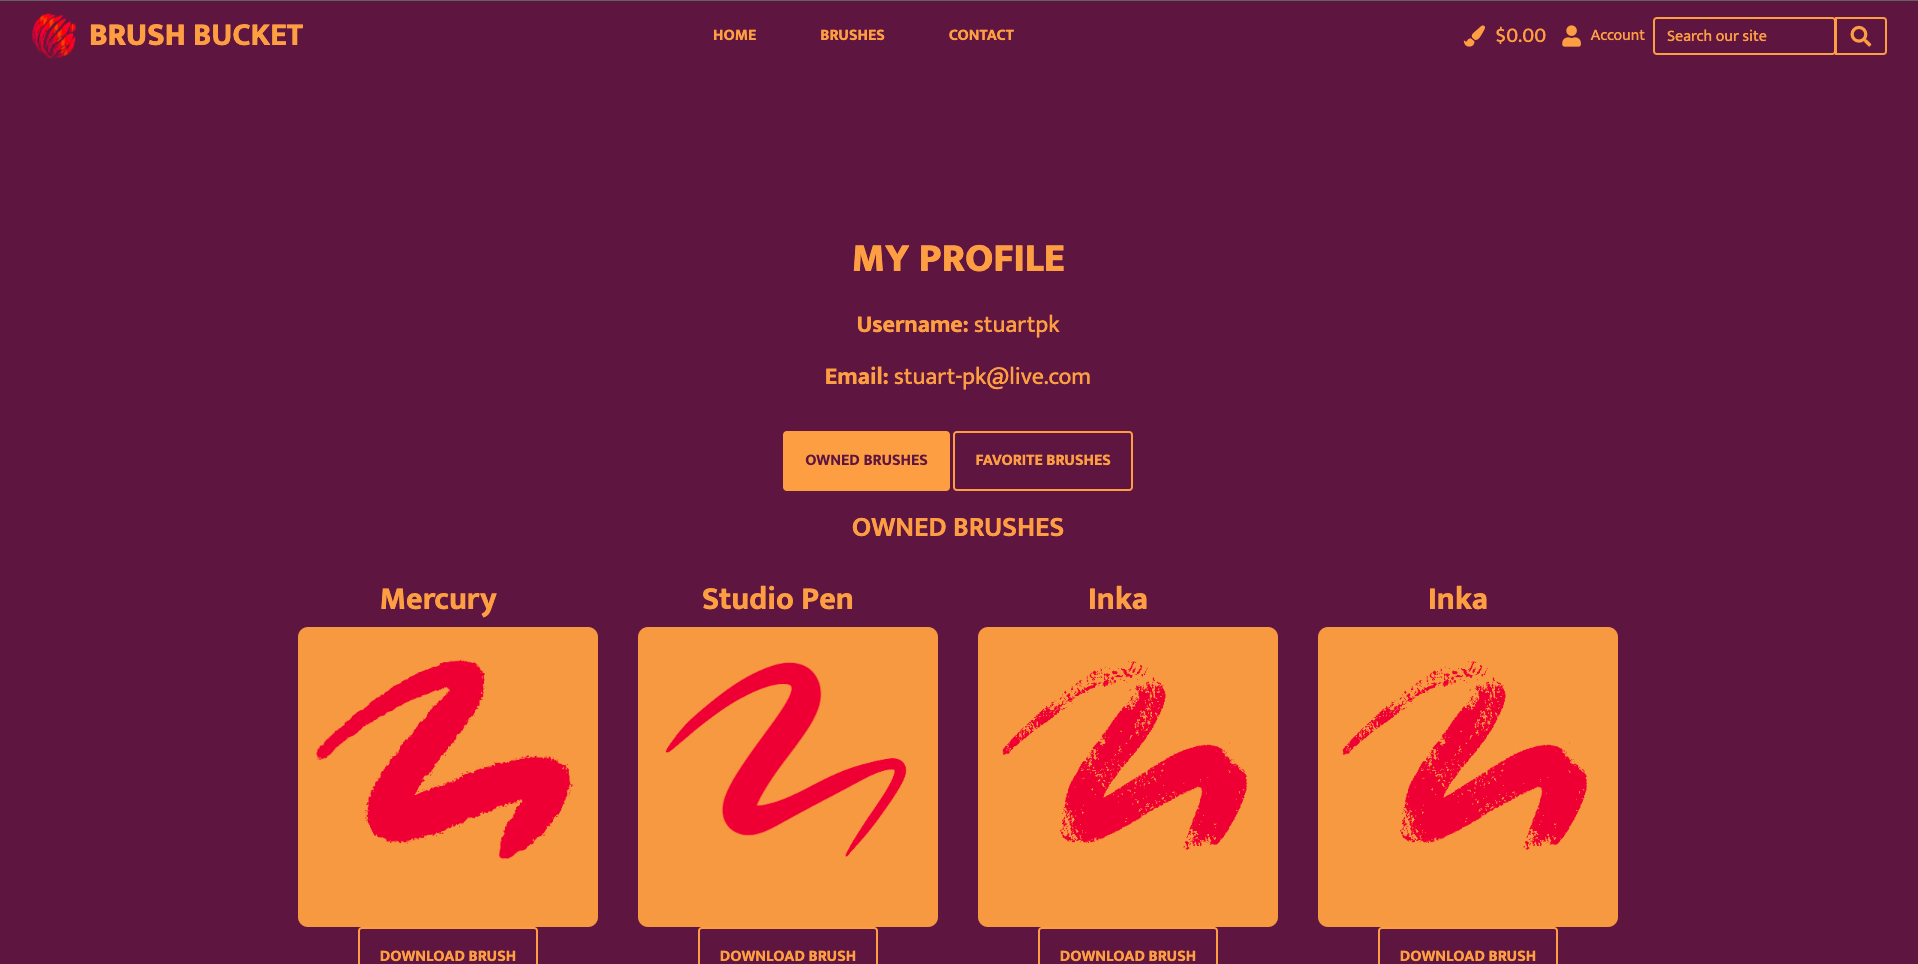 BRUSH BUCKET
HOME BRUSHES CONTACT
$0.00 Account Search our site
MY PROFILE
Username: stuartpk
Email: stuart-pk@live.com
OWNED BRUSHES FAVORITE BRUSHES
OWNED BRUSHES
Mercury Studio Pen Inka Inka
DOWNLOAD BRUSH DOWNLOAD BRUSH DOWNLOAD BRUSH DOWNLOAD BRUSH